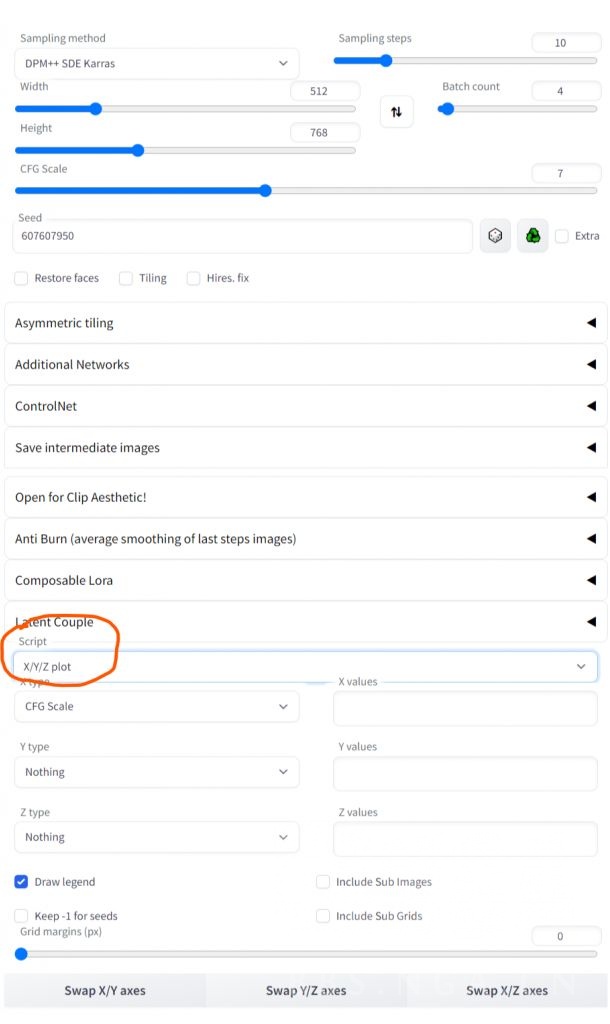 Sampling method
Sampling steps
10
DPM++ SDE Karras
Width
512
Batch count
4
Height
768
CFG Scale
7
Seed
607607950
Extra
Restore faces
Tiling
Hires. fix
Asymmetric tiling
Additional Networks
ControlNet
Save intermediate images
Open for Clip Aesthetic!
Anti Burn (average smoothing of last steps images)
Composable Lora
Latent Couple
Script
X/Y/Z plot
X type
X values
CFG Scale
Y type
Y values
Nothing
Z type
Z values
Nothing
Draw legend
Include Sub Images
Keep -1 for seeds
Include Sub Grids
Grid margins (px)
0
Swap X/Y axes
Swap Y/Z axes
Swap X/Z axes